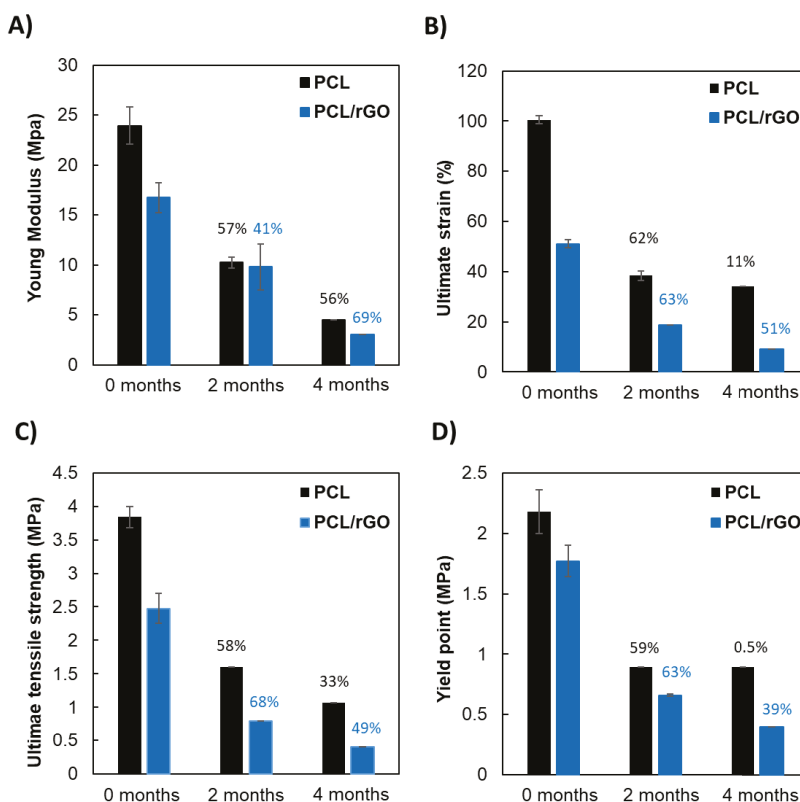 A)
Young Modulus (Mpa)
30
25
20
15
10
5
0
PCL
PCL/rGO
57% 41%
56%
69%
0 months 2 months 4 months
B)
Ultimate strain (%)
120
100
80
60
40
20
0
PCL
PCL/rGO
62%
63%
11%
51%
0 months 2 months 4 months
C)
Ultimae tenssile strength (MPa)
4.5
4
3.5
3
2.5
2
1.5
1
0.5
0
PCL
PCL/rGO
58%
68%
33%
49%
0 months 2 months 4 months
D)
Yield point (MPa)
2.5
2
1.5
1
0.5
0
PCL
PCL/rGO
59%
63%
0.5%
39%
0 months 2 months 4 months